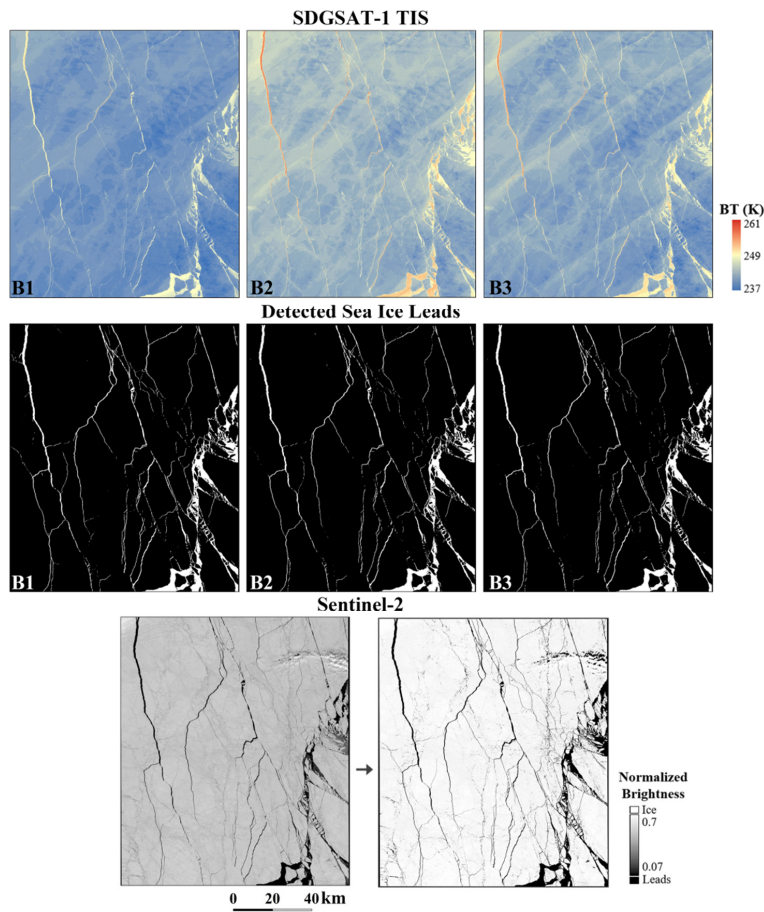 SDGSAT-1 TIS
B1
B2
B3
BT (K)
261
249
237
Detected Sea Ice Leads
B1
B2
B3
Sentinel-2
Normalized
Brightness
Ice
0.7
0.07
Leads
0 20 40 km